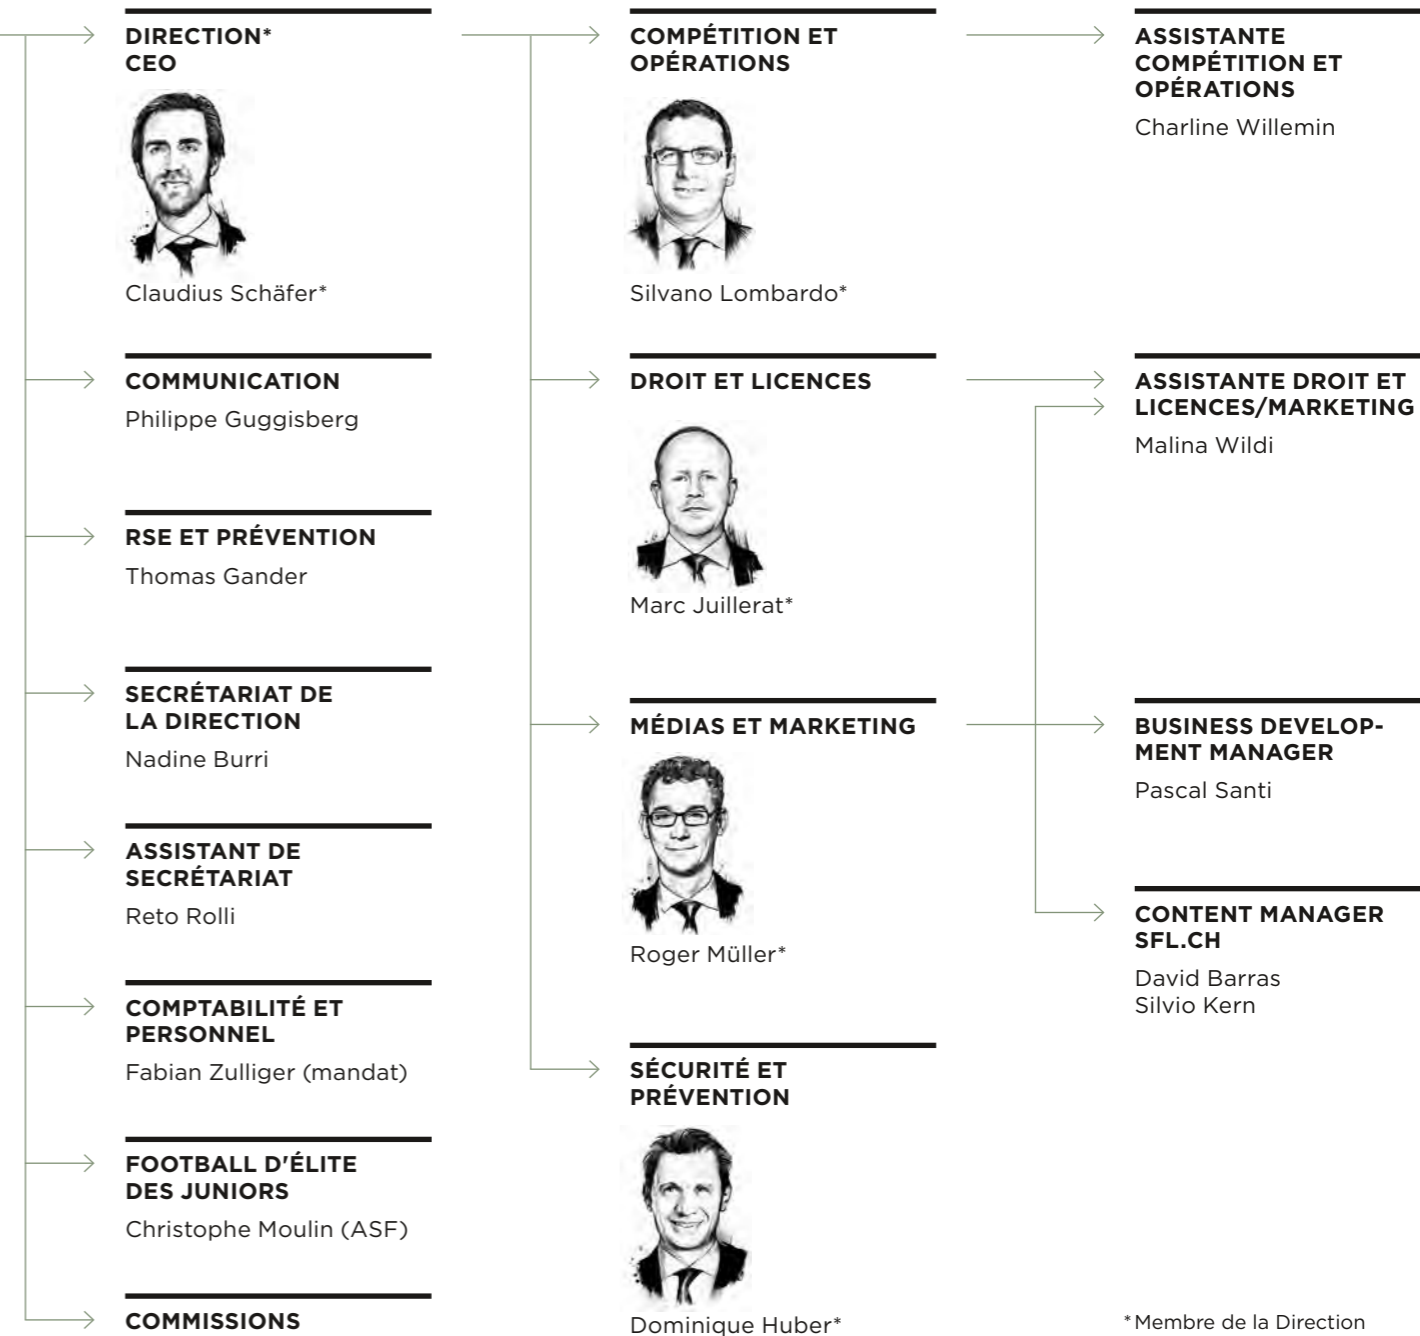 DIRECTION*
CEO
Claudius Schäfer*
COMMUNICATION
Philippe Guggisberg
RSE ET PRÉVENTION
Thomas Gander
SECRÉTARIAT DE
LA DIRECTION
Nadine Burri
ASSISTANT DE
SECRÉTARIAT
Reto Rolli
COMPTABILITÉ ET
PERSONNEL
Fabian Zulliger (mandat)
FOOTBALL D'ÉLITE
DES JUNIORS
Christophe Moulin (ASF)
COMMISSIONS
COMPÉTITION ET
OPÉRATIONS
Silvano Lombardo*
DROIT ET LICENCES
Marc Juillerat*
MÉDIAS ET MARKETING
Roger Müller*
SÉCURITÉ ET
PRÉVENTION
Dominique Huber*
ASSISTANTE
COMPÉTITION ET
OPÉRATIONS
Charline Willemin
ASSISTANTE DROIT ET
LICENCES/MARKETING
Malina Wildi
BUSINESS DEVELOP-
MENT MANAGER
Pascal Santi
CONTENT MANAGER
SFL.CH
David Barras
Silvio Kern
*Membre de la Direction